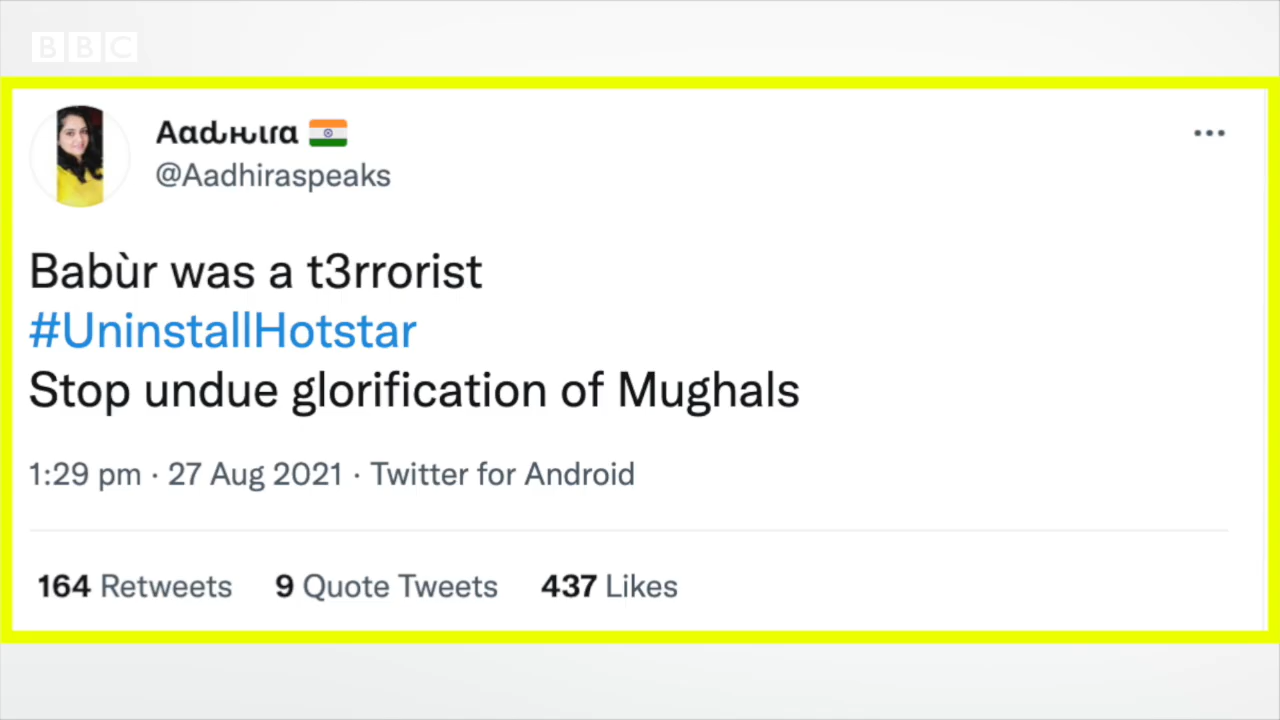 BBC
Aαԃԋιɾα 🇮🇳
@Aadhiraspeaks
Babùr was a t3rrorist
#UninstallHotstar
Stop undue glorification of Mughals
1:29 pm · 27 Aug 2021 · Twitter for Android
164 Retweets 9 Quote Tweets 437 Likes